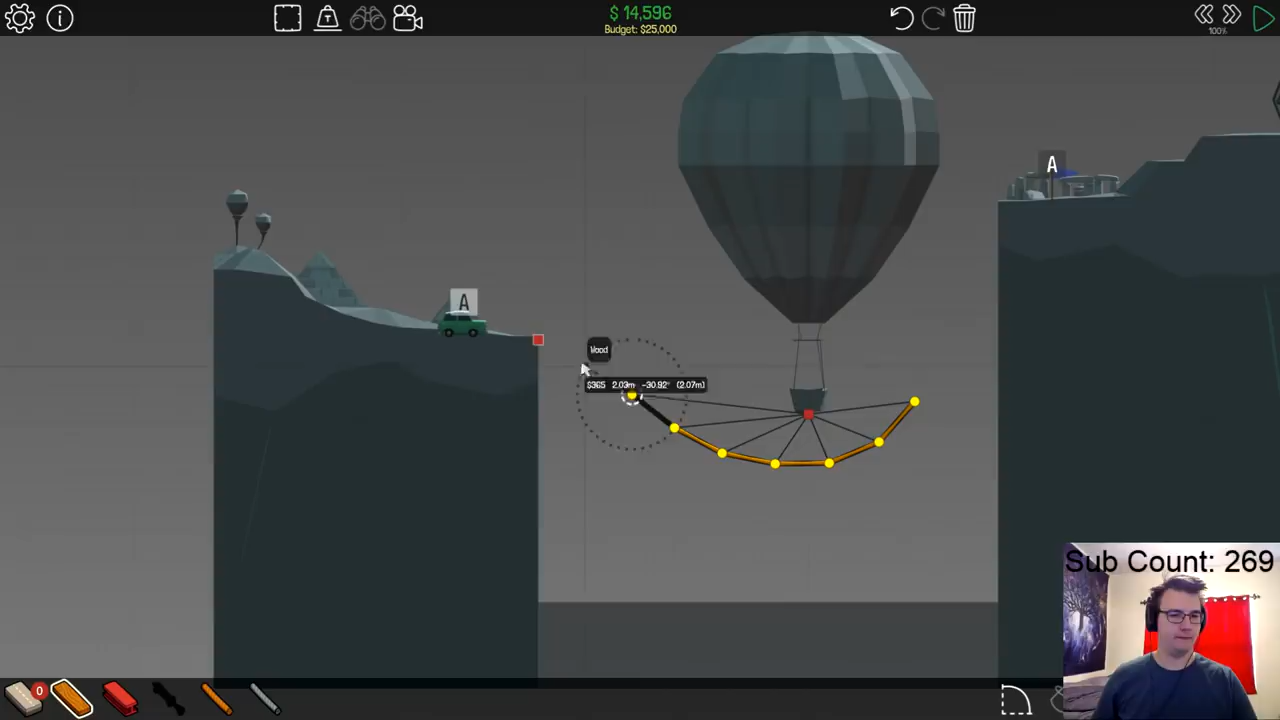 $ 14,596
Budget: $25,000
100%
A
A
Wood
$365 2.03m -30.92° (2.07m)
0
Sub Count: 269